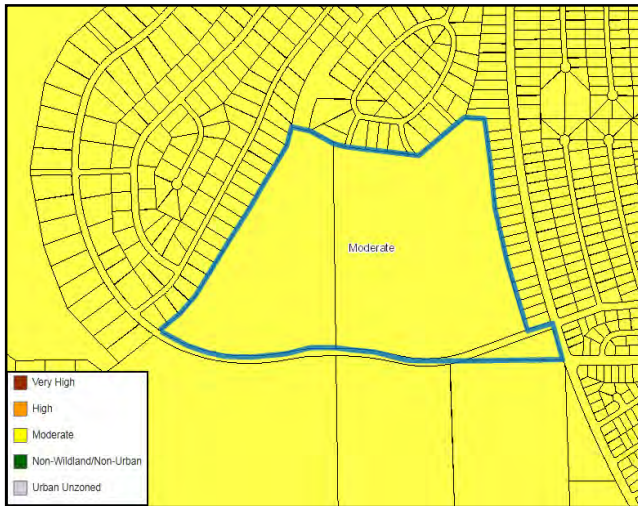 Moderate
Very High
High
Moderate
Non-Wildland/Non-Urban
Urban Unzoned